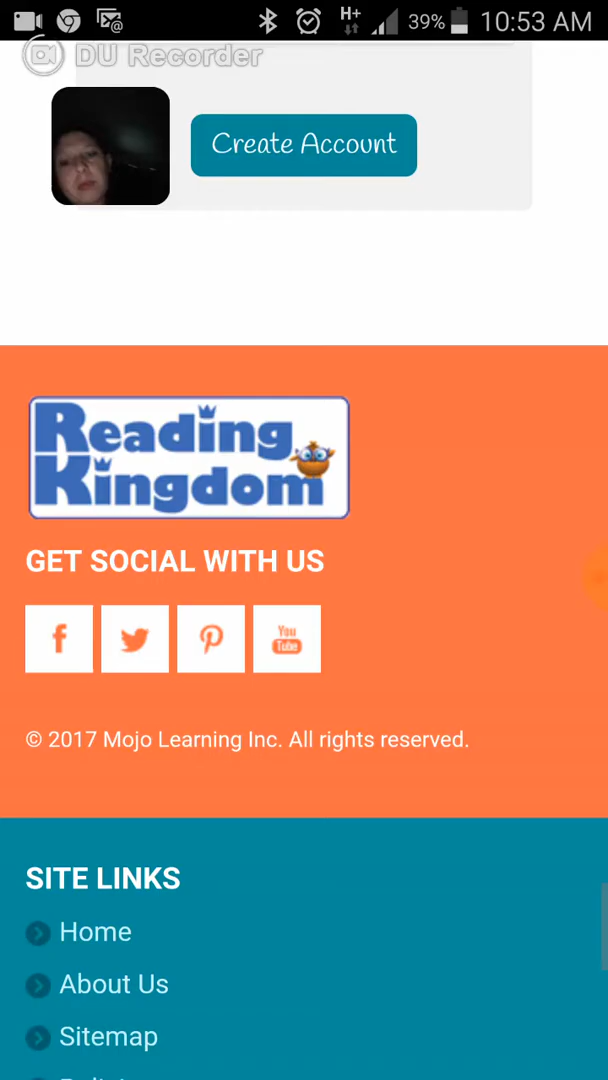 H+ 39% 10:53 AM
DU Recorder
Create Account
Reading
Kingdom
GET SOCIAL WITH US
f You
Tube
© 2017 Mojo Learning Inc. All rights reserved.
SITE LINKS
Home
About Us
Sitemap